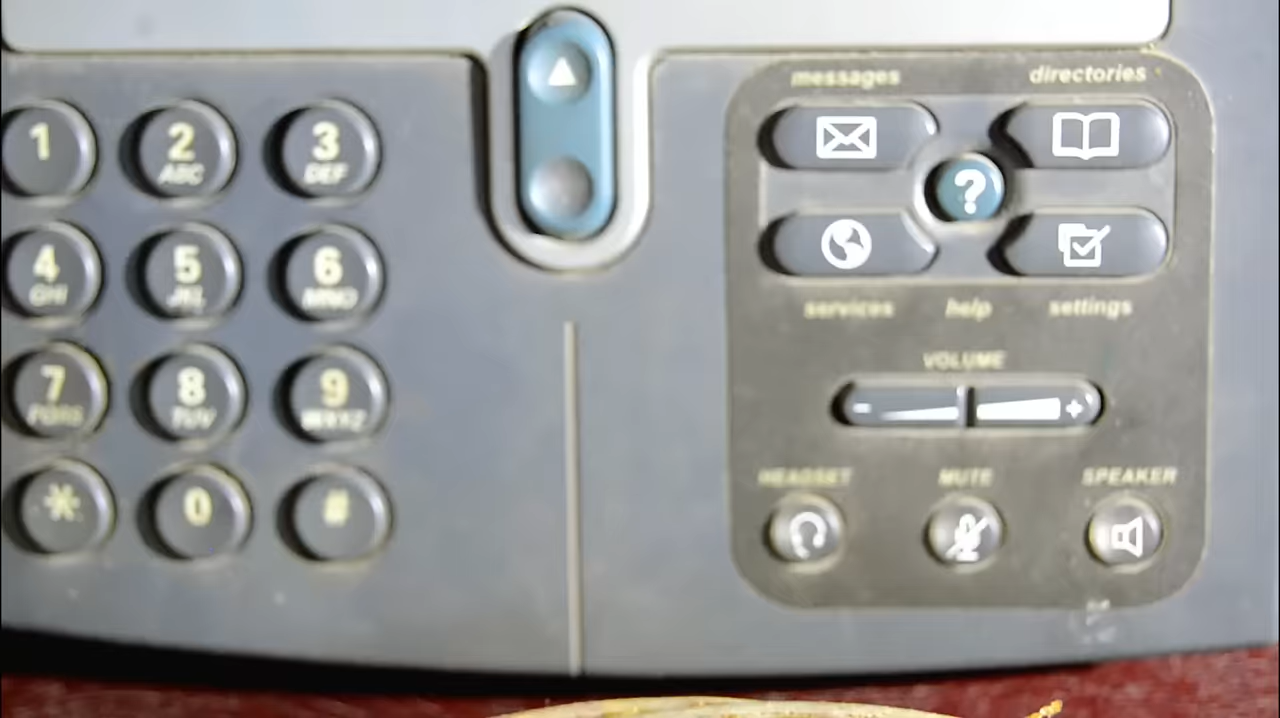 messages directories
1 2 3
ABC DEF
?
4 5 6
GHI JKL MNO
services help settings
VOLUME
7 8 9
PQRS TUV WXYZ
- +
HEADSET MUTE SPEAKER
* 0 #